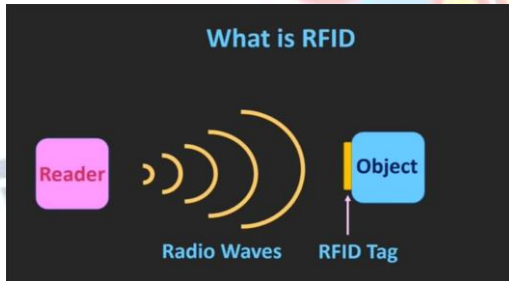 What is RFID
Reader
Object
Radio Waves
RFID Tag